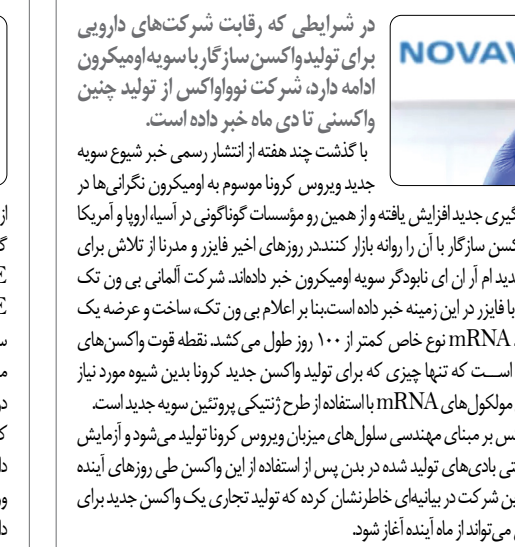 در شرایطی که رقابت شرکت‌های دارویی
برای تولیدواکسن سازگار با سویه اومیکرون
ادامه دارد، شرکت نوواواکس از تولید چنین
واکسنی تا دی ماه خبر داده است.
NOVAV
با گذشت چند هفته از انتشار رسمی خبر شیوع سویه
جدید ویروس کرونا موسوم به اومیکرون نگرانی‌ها در
گیری جدید افزایش یافته و از همین رو مؤسسات گوناگونی در آسیا، اروپا و آمریکا
کسن سازگار با آن را روانه بازار کنند.در روزهای اخیر فایزر و مدرنا از تلاش برای
دید ام آر ان ای نابودگر سویه اومیکرون خبر داده‌اند. شرکت آلمانی بی ون تک
با فایزر در این زمینه خبر داده است.بنا بر اعلام بی ون تک، ساخت و عرضه یک
mRNA نوع خاص کمتر از ۱۰۰ روز طول می‌کشد. نقطه قوت واکسن‌های
است که تنها چیزی که برای تولید واکسن جدید کرونا بدین شیوه مورد نیاز
مولکول‌های mRNA با استفاده از طرح ژنتیکی پروتئین سویه جدید است.
کس بر مبنای مهندسی سلول‌های میزبان ویروس کرونا تولید می‌شود و آزمایش
تی بادی‌های تولید شده در بدن پس از استفاده از این واکسن طی روزهای آینده
ین شرکت در بیانیه‌ای خاطرنشان کرده که تولید تجاری یک واکسن جدید برای
می‌تواند از ماه آینده آغاز شود.